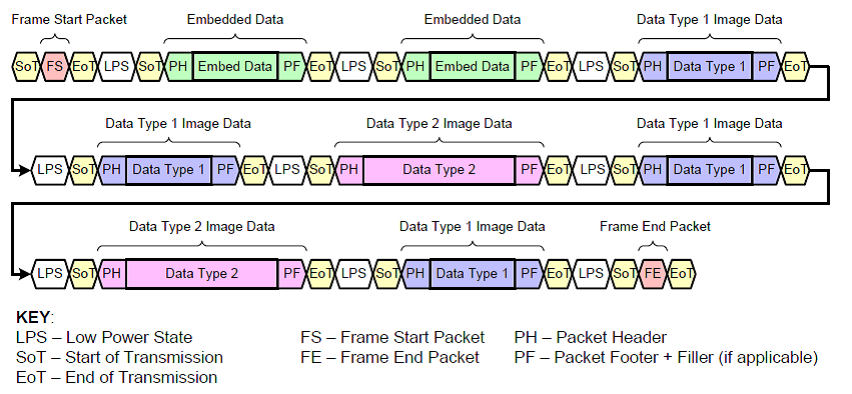 Frame Start Packet Embedded Data Embedded Data Data Type 1 Image Data
SoT FS EoT LPS SoT PH Embed Data PF EoT LPS SoT PH Embed Data PF EoT LPS SoT PH Data Type 1 PF EoT
Data Type 1 Image Data Data Type 2 Image Data Data Type 1 Image Data
LPS SoT PH Data Type 1 PF EoT LPS SoT PH Data Type 2 PF EoT LPS SoT PH Data Type 1 PF EoT
Data Type 2 Image Data Data Type 1 Image Data Frame End Packet
LPS SoT PH Data Type 2 PF EoT LPS SoT PH Data Type 1 PF EoT LPS SoT FE EoT
KEY:
LPS – Low Power State FS – Frame Start Packet PH – Packet Header
SoT – Start of Transmission FE – Frame End Packet PF – Packet Footer + Filler (if applicable)
EoT – End of Transmission